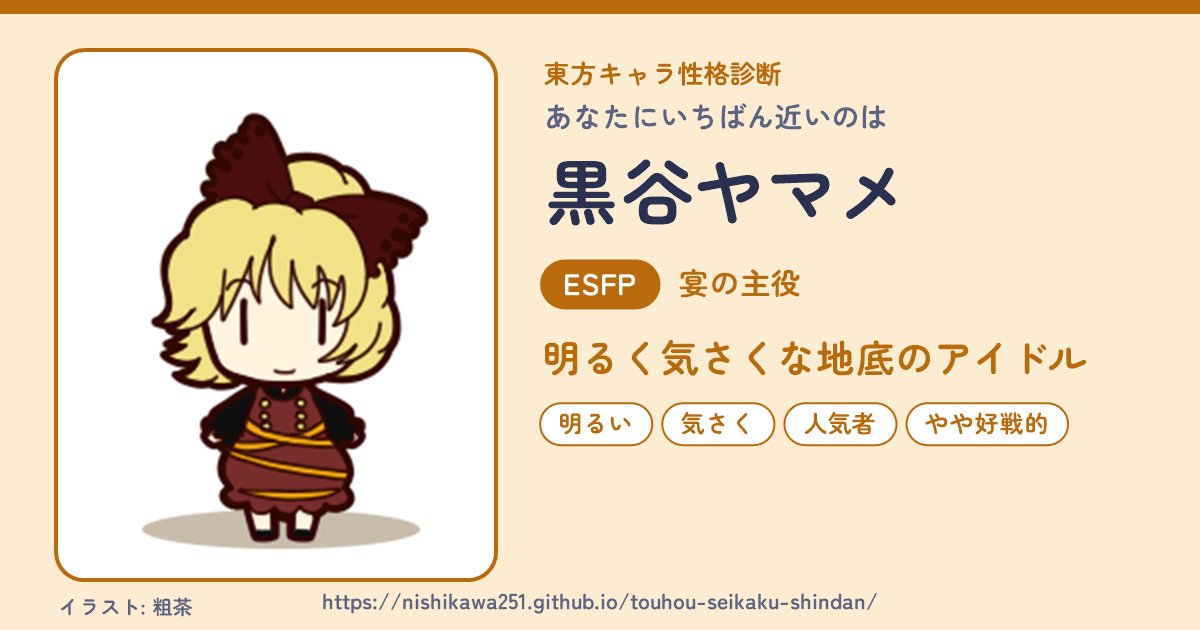 東方キャラ性格診断
あなたにいちばん近いのは
黒谷ヤマメ
ESFP 宴の主役
明るく気さくな地底のアイドル
明るい 気さく 人気者 やや好戦的
イラスト: 粗茶
https://nishikawa251.github.io/touhou-seikaku-shindan/